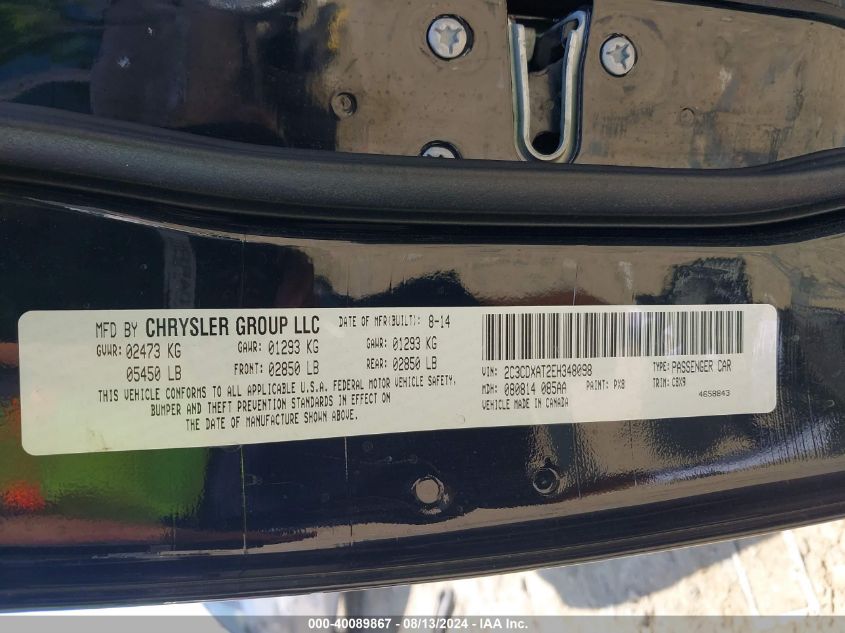 MFD BY CHRYSLER GROUP LLC DATE OF MFR(BUILT): 8-14
GVWR: 02473 KG GAWR: 01293 KG GAWR: 01293 KG
05450 LB FRONT: 02850 LB REAR: 02850 LB
THIS VEHICLE CONFORMS TO ALL APPLICABLE U.S.A. FEDERAL MOTOR VEHICLE SAFETY,
BUMPER AND THEFT PREVENTION STANDARDS IN EFFECT ON
THE DATE OF MANUFACTURE SHOWN ABOVE.
VIN: 2C3CDXAT2EH348098 TYPE: PASSENGER CAR
MDH: 080814 085AA PAINT: PX8 TRIM: C5X9
VEHICLE MADE IN CANADA 4658843
000-40089867 - 08/13/2024 - IAA Inc.